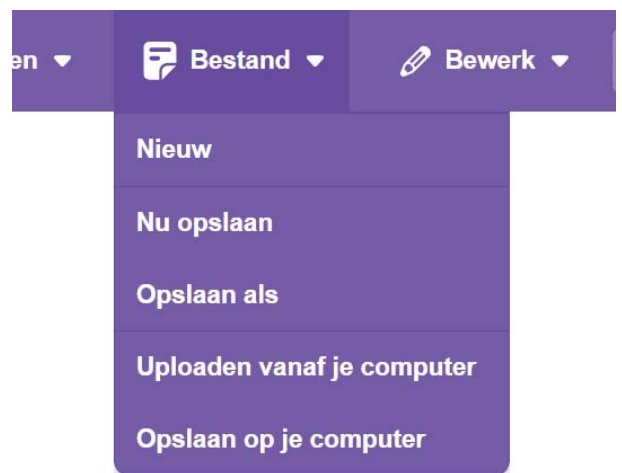 en Bestand Bewerk
Nieuw
Nu opslaan
Opslaan als
Uploaden vanaf je computer
Opslaan op je computer